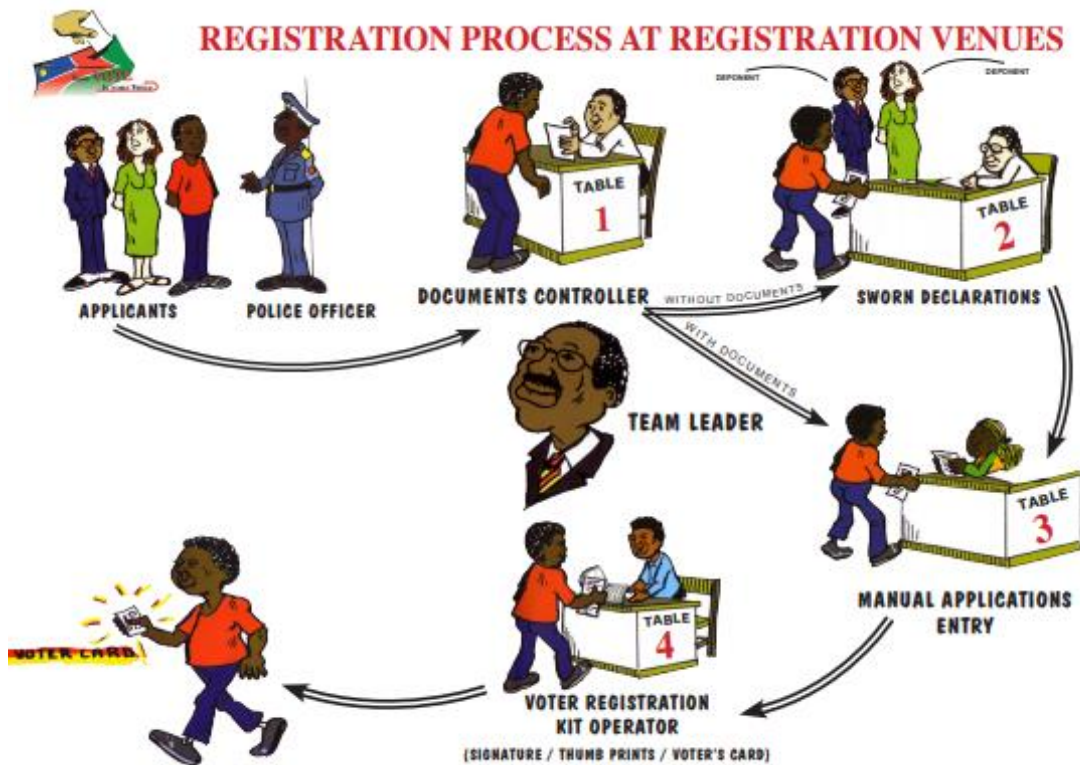 REGISTRATION PROCESS AT REGISTRATION VENUES
DEPONENT
DEPONENT
TABLE
1
TABLE
2
APPLICANTS
POLICE OFFICER
DOCUMENTS CONTROLLER
WITHOUT DOCUMENTS
SWORN DECLARATIONS
WITH DOCUMENTS
TEAM LEADER
TABLE
3
MANUAL APPLICATIONS
ENTRY
TABLE
4
VOTER CARD
VOTER REGISTRATION
KIT OPERATOR
(SIGNATURE / THUMB PRINTS / VOTER'S CARD)